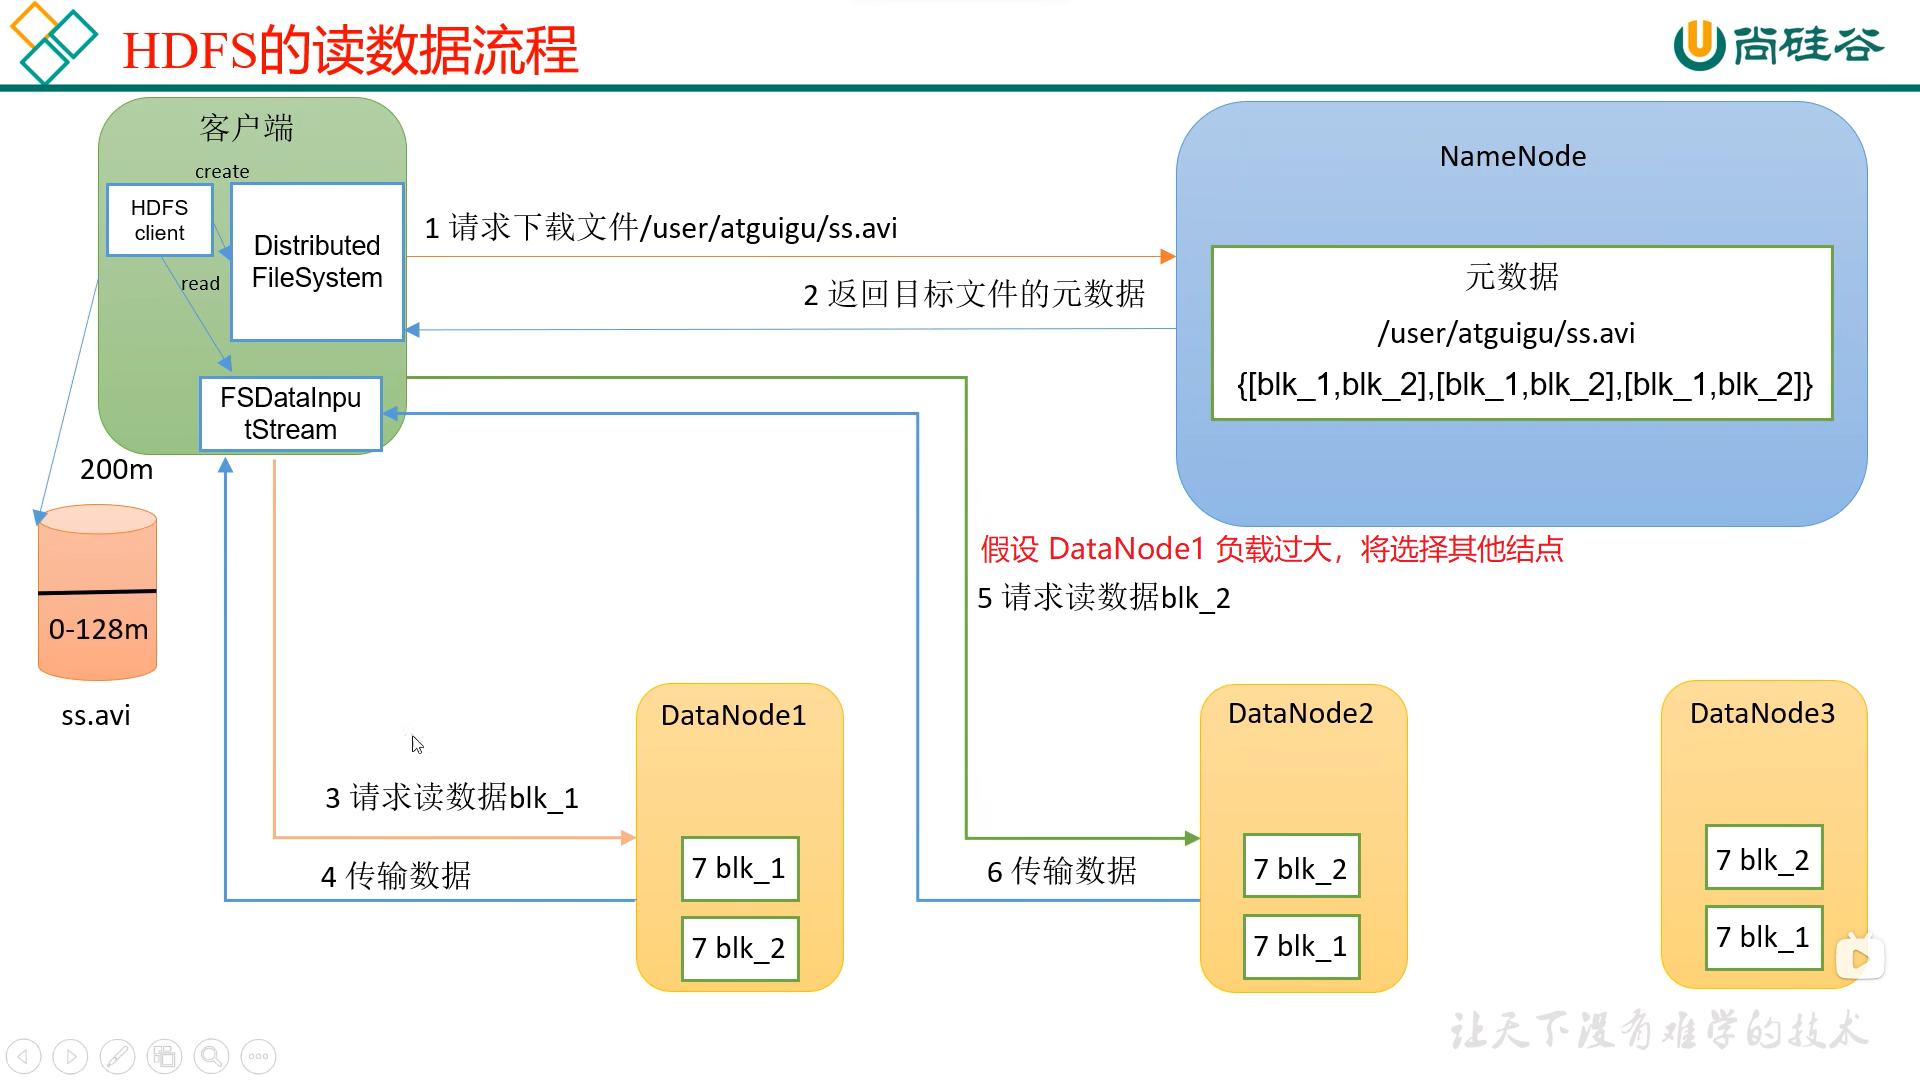 HDFS的读数据流程
尚硅谷
客户端
create
HDFS
client
Distributed
FileSystem
read
FSDataInpu
tStream
1 请求下载文件/user/atguigu/ss.avi
2 返回目标文件的元数据
NameNode
元数据
/user/atguigu/ss.avi
{[blk_1,blk_2],[blk_1,blk_2],[blk_1,blk_2]}
200m
0-128m
ss.avi
假设 DataNode1 负载过大，将选择其他结点
5 请求读数据blk_2
3 请求读数据blk_1
4 传输数据
6 传输数据
DataNode1
7 blk_1
7 blk_2
DataNode2
7 blk_2
7 blk_1
DataNode3
7 blk_2
7 blk_1
让天下没有难学的技术